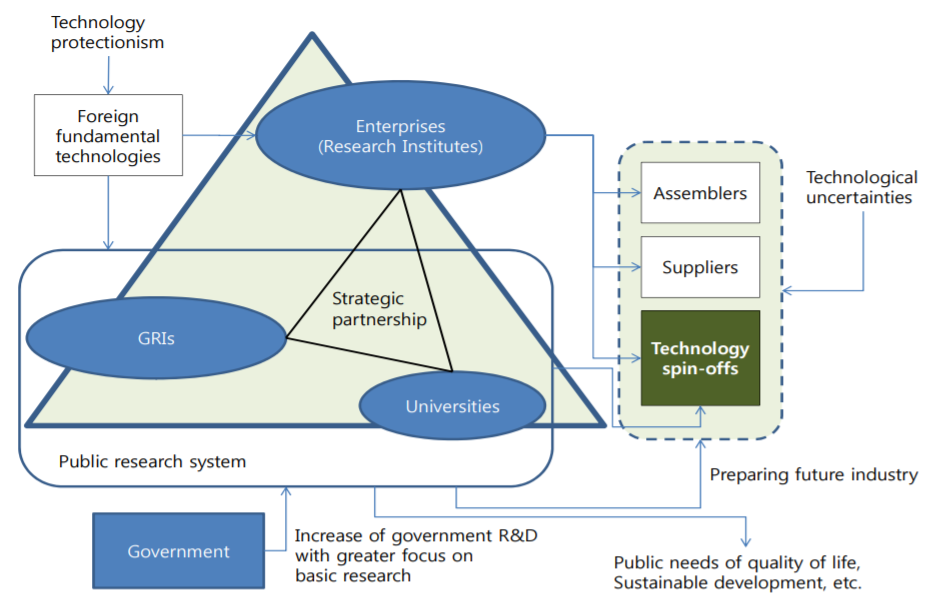 Technology
protectionism
Foreign
fundamental
technologies
Enterprises
(Research Institutes)
Assemblers
Suppliers
Technology
spin-offs
Technological
uncertainties
Strategic
partnership
GRIs
Universities
Public research system
Preparing future industry
Government
Increase of government R&D
with greater focus on
basic research
Public needs of quality of life,
Sustainable development, etc.